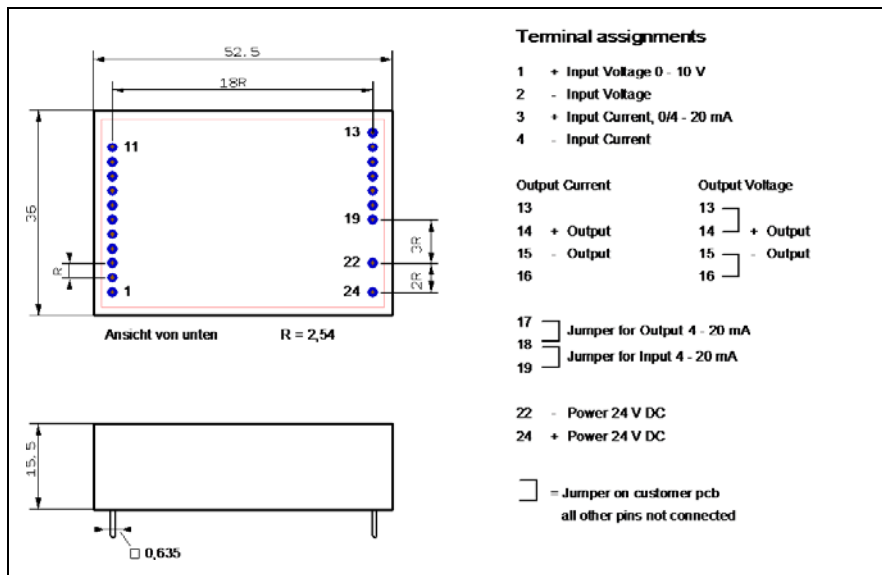 52.5
18R
11
13
36
19
3R
R
22
2R
1
24
Ansicht von unten R = 2,54
15.5
□ 0,635
Terminal assignments
1 + Input Voltage 0 - 10 V
2 - Input Voltage
3 + Input Current, 0/4 - 20 mA
4 - Input Current
Output Current Output Voltage
13 13
14 + Output 14 + Output
15 - Output 15 - Output
16 16
17
18 Jumper for Output 4 - 20 mA
19 Jumper for Input 4 - 20 mA
22 - Power 24 V DC
24 + Power 24 V DC
= Jumper on customer pcb
all other pins not connected